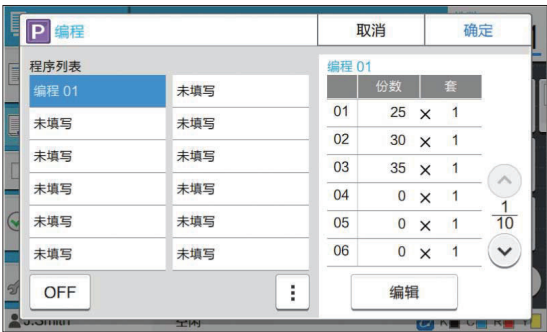 P 编程
取消
确定
程序列表
编程 01
未填写
未填写
未填写
未填写
未填写
未填写
未填写
未填写
未填写
未填写
未填写
OFF
编程 01
份数 套
01 25 × 1
02 30 × 1
03 35 × 1
04 0 × 1
05 0 × 1
06 0 × 1
1
10
编辑
J.Smith
空闲
K C R Y